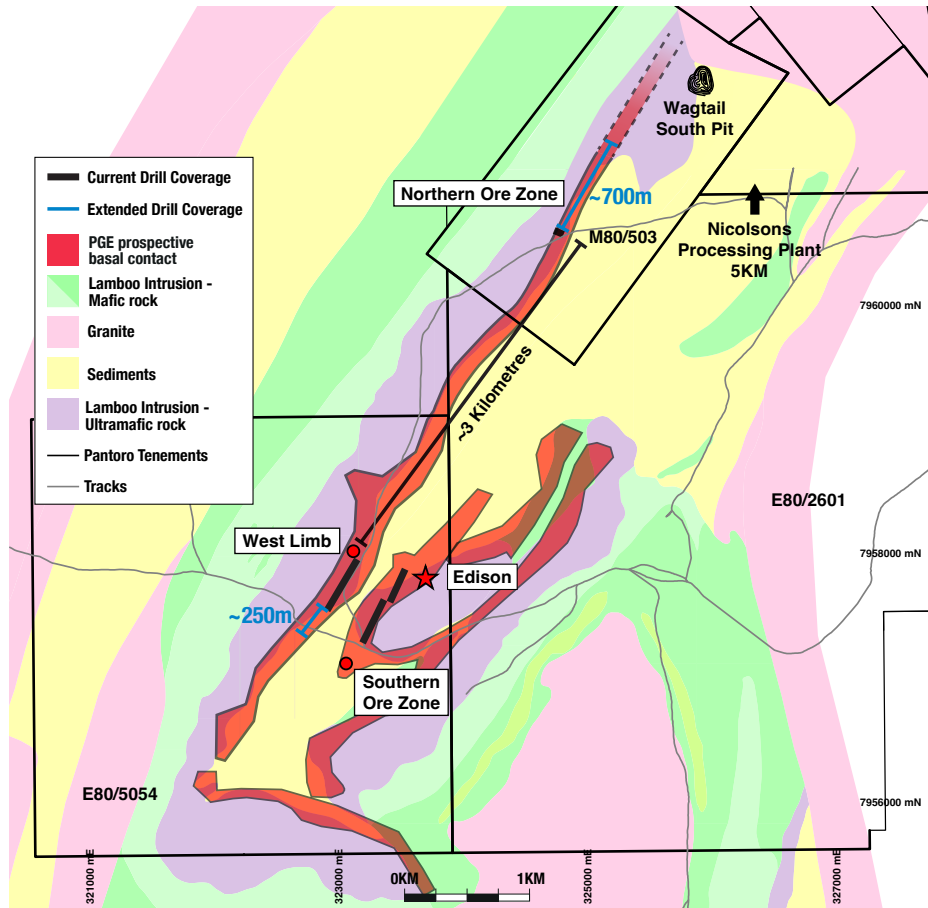 Wagtail
South Pit
Current Drill Coverage
Extended Drill Coverage
PGE prospective
basal contact
Lamboo Intrusion -
Mafic rock
Granite
Sediments
Lamboo Intrusion -
Ultramafic rock
Pantoro Tenements
Tracks
Northern Ore Zone
~700m
M80/503
Nicolsons
Processing Plant
5KM
7960000 mN
~3 Kilometres
E80/2601
West Limb
7958000 mN
Edison
~250m
Southern
Ore Zone
E80/5054
7956000 mN
321000 mE
323000 mE
325000 mE
327000 mE
0KM
1KM